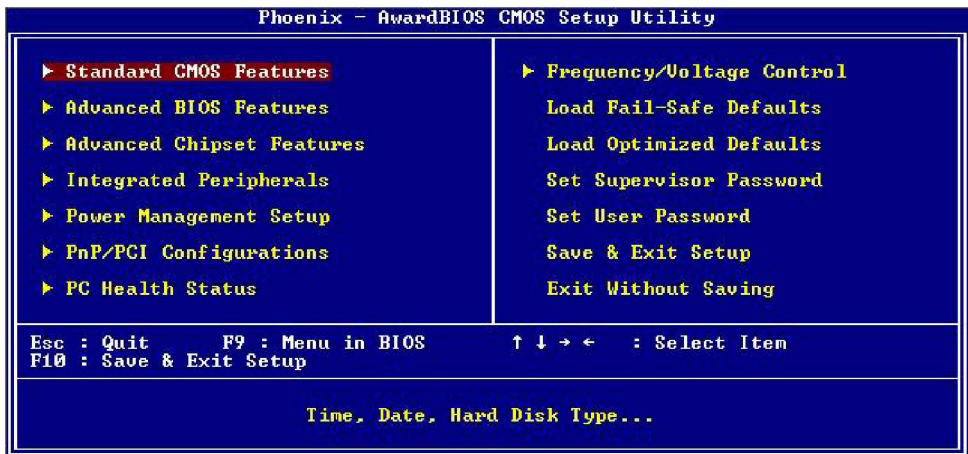 Phoenix - AwardBIOS CMOS Setup Utility
► Standard CMOS Features
► Advanced BIOS Features
► Advanced Chipset Features
► Integrated Peripherals
► Power Management Setup
► PnP/PCI Configurations
► PC Health Status
► Frequency/Voltage Control
Load Fail-Safe Defaults
Load Optimized Defaults
Set Supervisor Password
Set User Password
Save & Exit Setup
Exit Without Saving
Esc : Quit F9 : Menu in BIOS ↑ ↓ → ← : Select Item
F10 : Save & Exit Setup
Time, Date, Hard Disk Type...